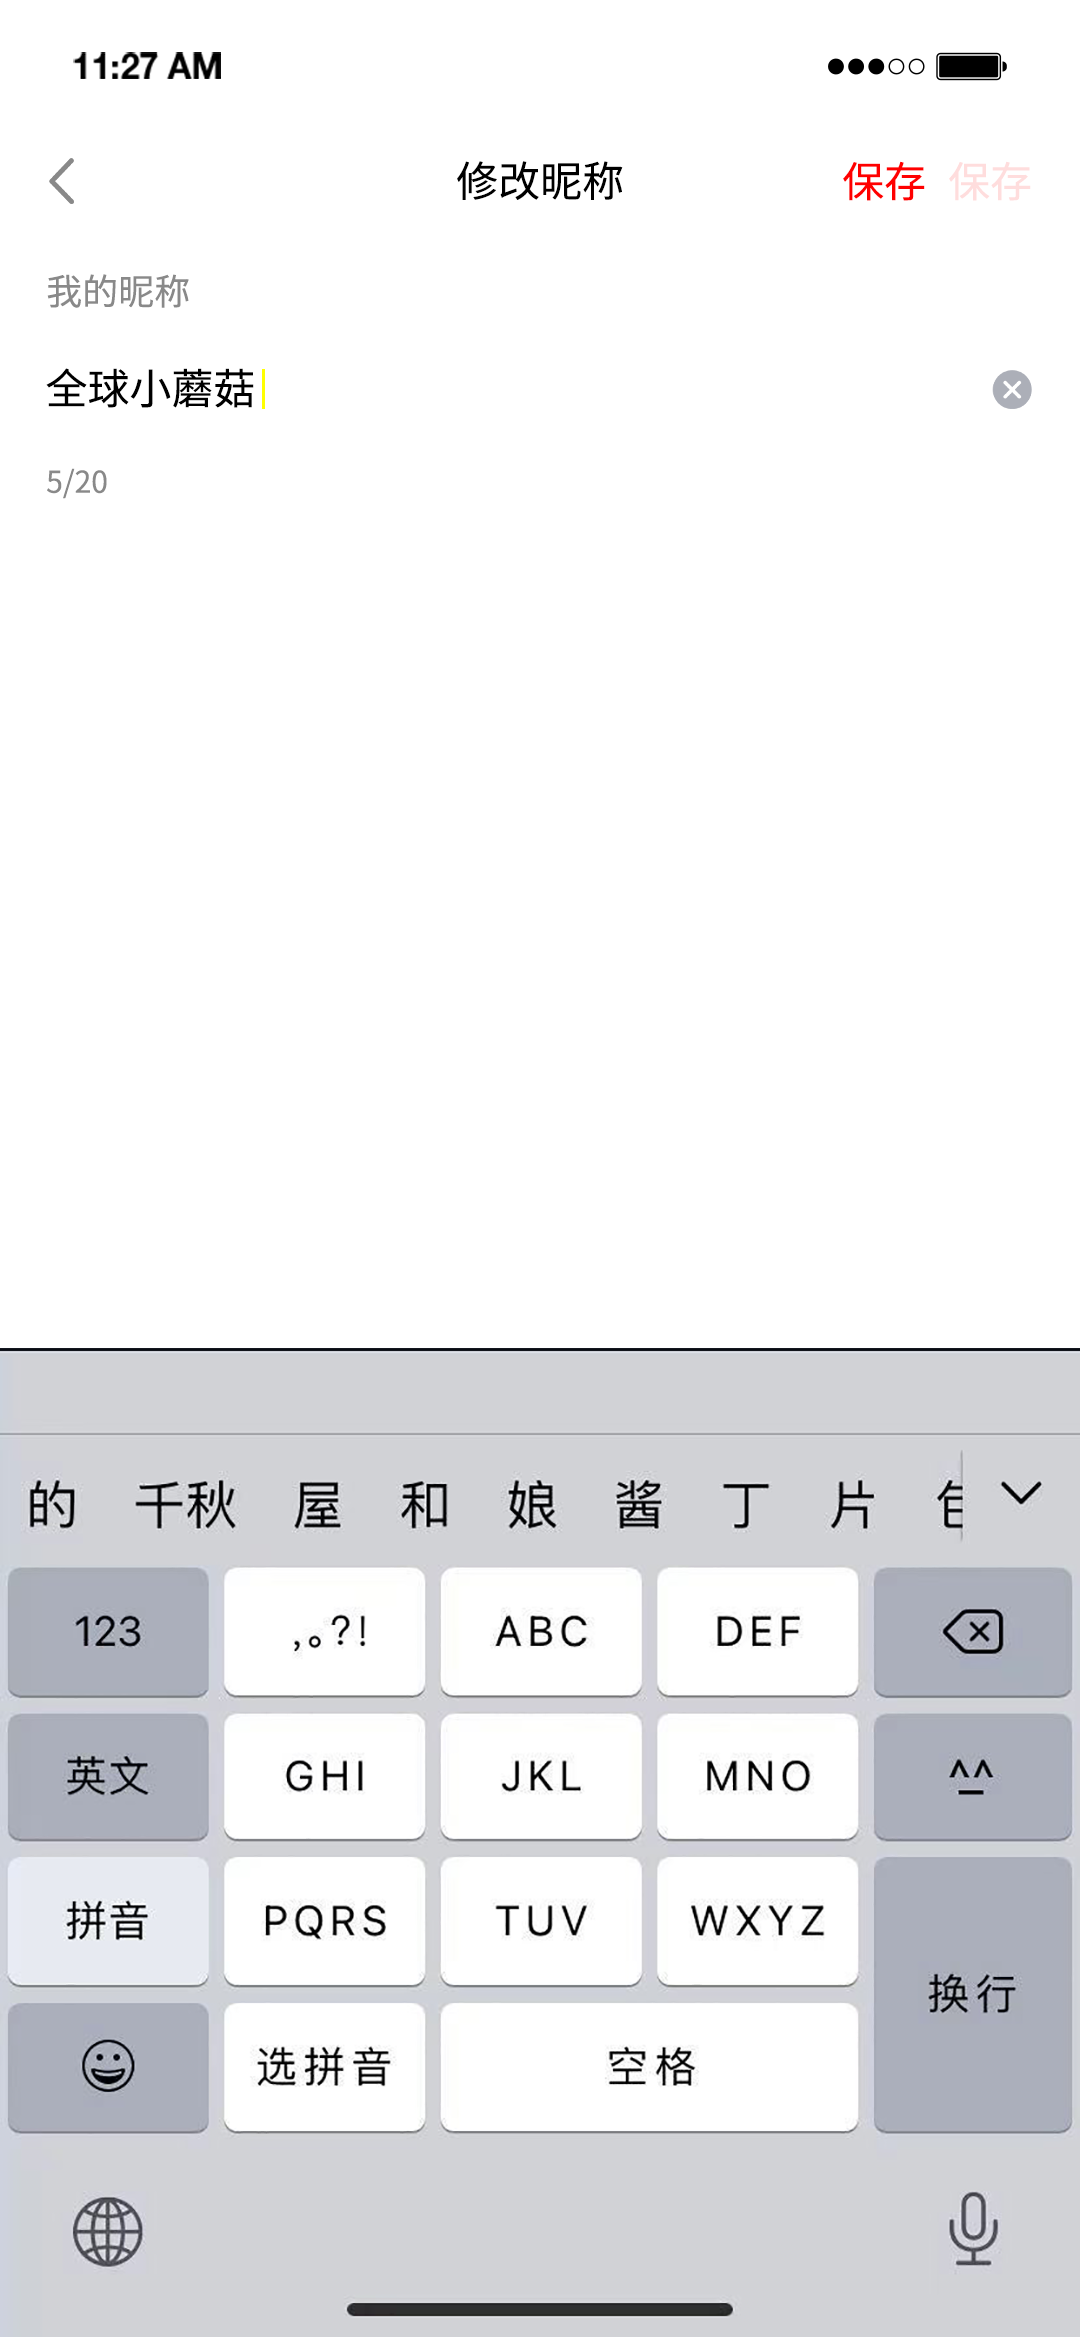 11:27 AM
修改昵称 保存 保存
我的昵称
全球小蘑菇
5/20
的 千秋 屋 和 娘 酱 丁 片
123 ,。?! ABC DEF
英文 GHI JKL MNO ^^
拼音 PQRS TUV WXYZ
换行
选拼音 空格